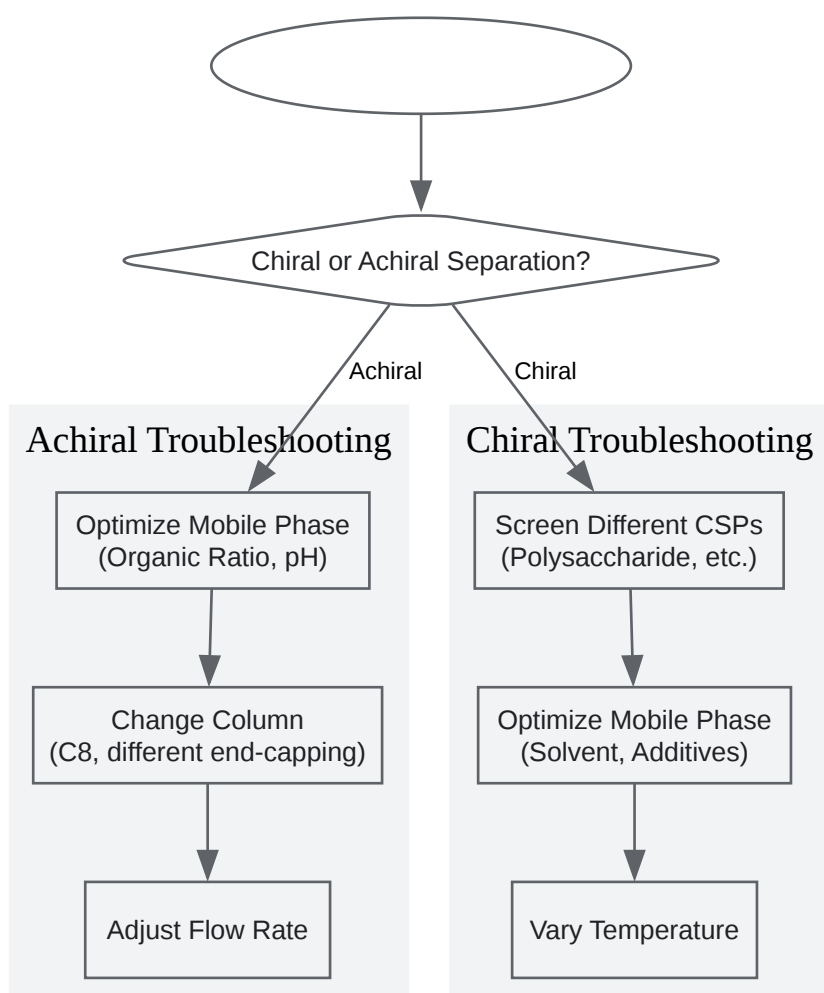 Chiral or Achiral Separation?
Achiral
Chiral
Achiral Troubleshooting
Optimize Mobile Phase
(Organic Ratio, pH)
Change Column
(C8, different end-capping)
Adjust Flow Rate
Chiral Troubleshooting
Screen Different CSPs
(Polysaccharide, etc.)
Optimize Mobile Phase
(Solvent, Additives)
Vary Temperature